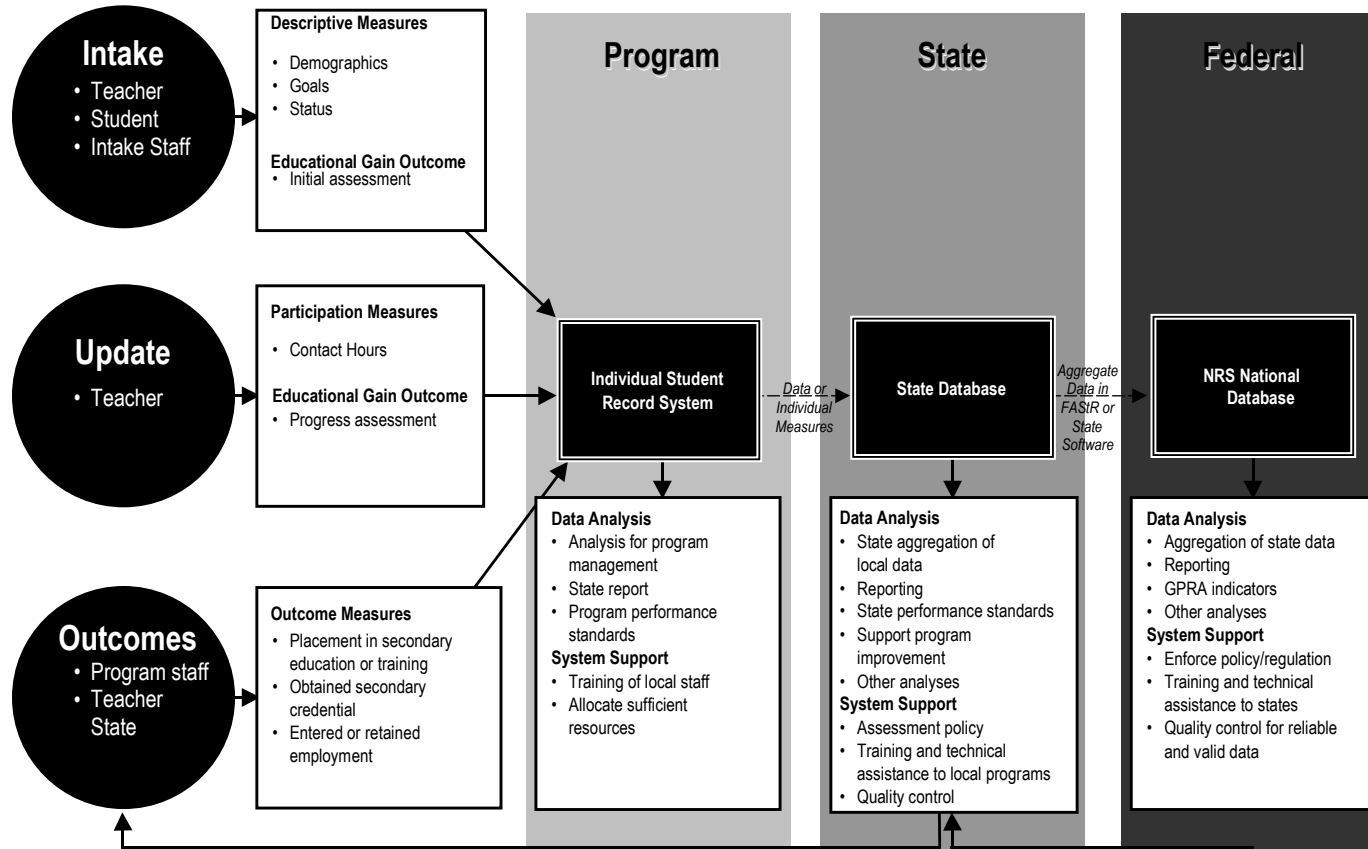 Intake
• Teacher
• Student
• Intake Staff
Descriptive Measures
• Demographics
• Goals
• Status
Educational Gain Outcome
• Initial assessment
Update
• Teacher
Participation Measures
• Contact Hours
Educational Gain Outcome
• Progress assessment
Outcomes
• Program staff
• Teacher
State
Outcome Measures
• Placement in secondary
education or training
• Obtained secondary
credential
• Entered or retained
employment
Program
Individual Student
Record System
Data or
Individual
Measures
Data Analysis
• Analysis for program
management
• State report
• Program performance
standards
System Support
• Training of local staff
• Allocate sufficient
resources
State
State Database
Aggregate
Data in
FAStR or
State
Software
Data Analysis
• State aggregation of
local data
• Reporting
• State performance standards
• Support program
improvement
• Other analyses
System Support
• Assessment policy
• Training and technical
assistance to local programs
• Quality control
Federal
NRS National
Database
Data Analysis
• Aggregation of state data
• Reporting
• GPRA indicators
• Other analyses
System Support
• Enforce policy/regulation
• Training and technical
assistance to states
• Quality control for reliable
and valid data